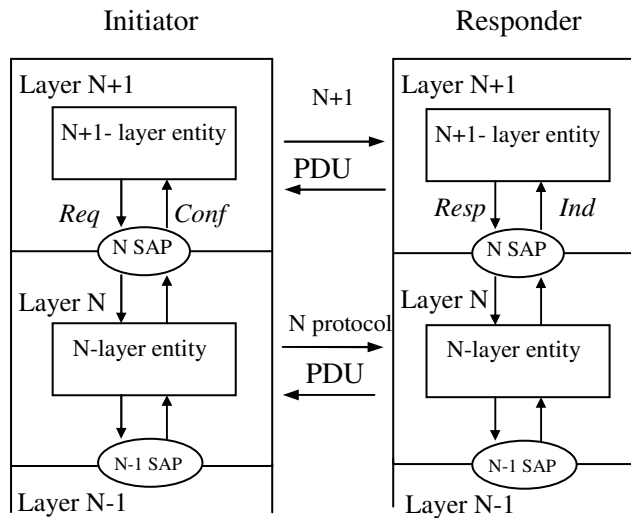 Initiator
Responder
Layer N+1
N+1- layer entity
Req
Conf
N SAP
Layer N
N-layer entity
N-1 SAP
Layer N-1
N+1
PDU
N protocol
PDU
Layer N+1
N+1- layer entity
Resp
Ind
N SAP
Layer N
N-layer entity
N-1 SAP
Layer N-1